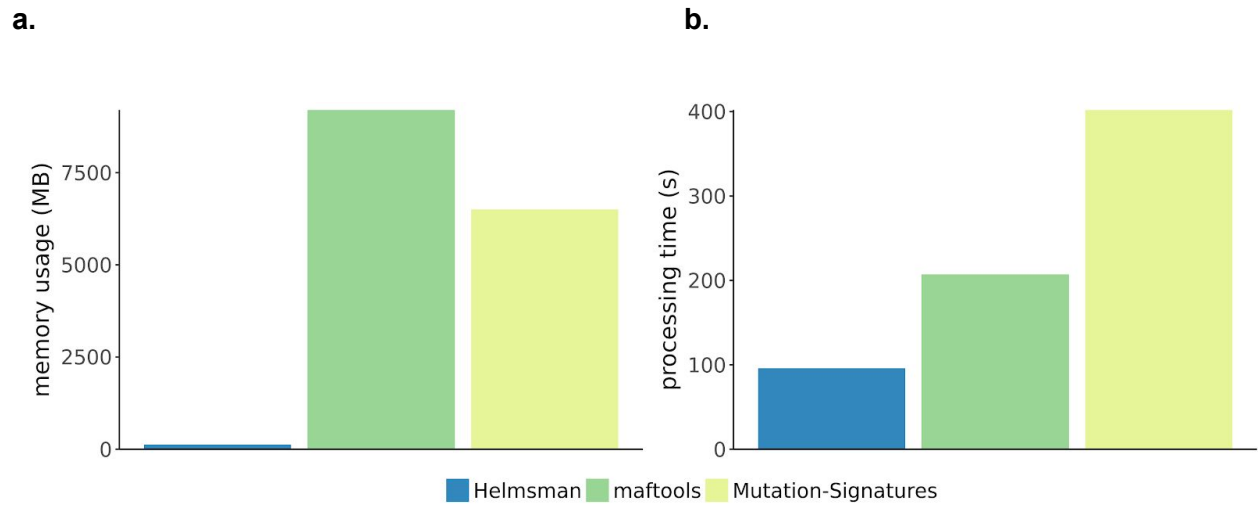 a.
memory usage (MB)
7500
5000
2500
0
b.
processing time (s)
400
300
200
100
0
Helmsman maftools Mutation-Signatures